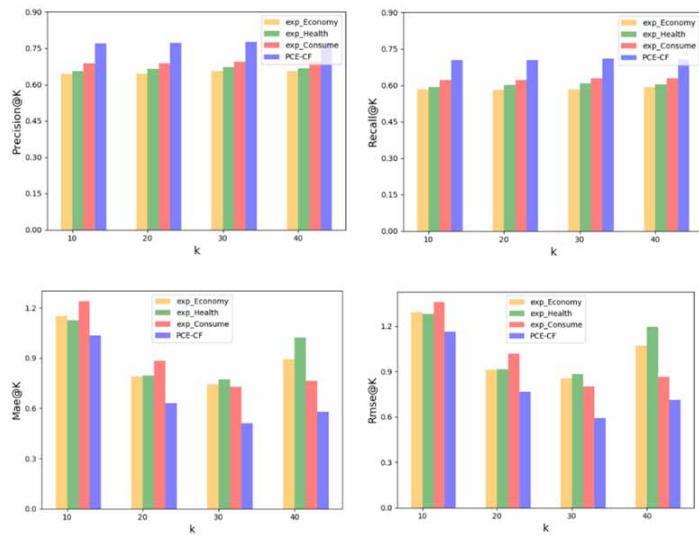 0.90
0.75
0.60
0.45
0.30
0.15
0.00
Precision@K
10 20 30 40
k
exp_Economy
exp_Health
exp_Consume
PCE-CF
0.90
0.75
0.60
0.45
0.30
0.15
0.00
Recall@K
10 20 30 40
k
exp_Economy
exp_Health
exp_Consume
PCE-CF
1.2
0.9
0.6
0.3
0.0
Mae@K
10 20 30 40
k
exp_Economy
exp_Health
exp_Consume
PCE-CF
1.2
0.9
0.6
0.3
0.0
Rmse@K
10 20 30 40
k
exp_Economy
exp_Health
exp_Consume
PCE-CF